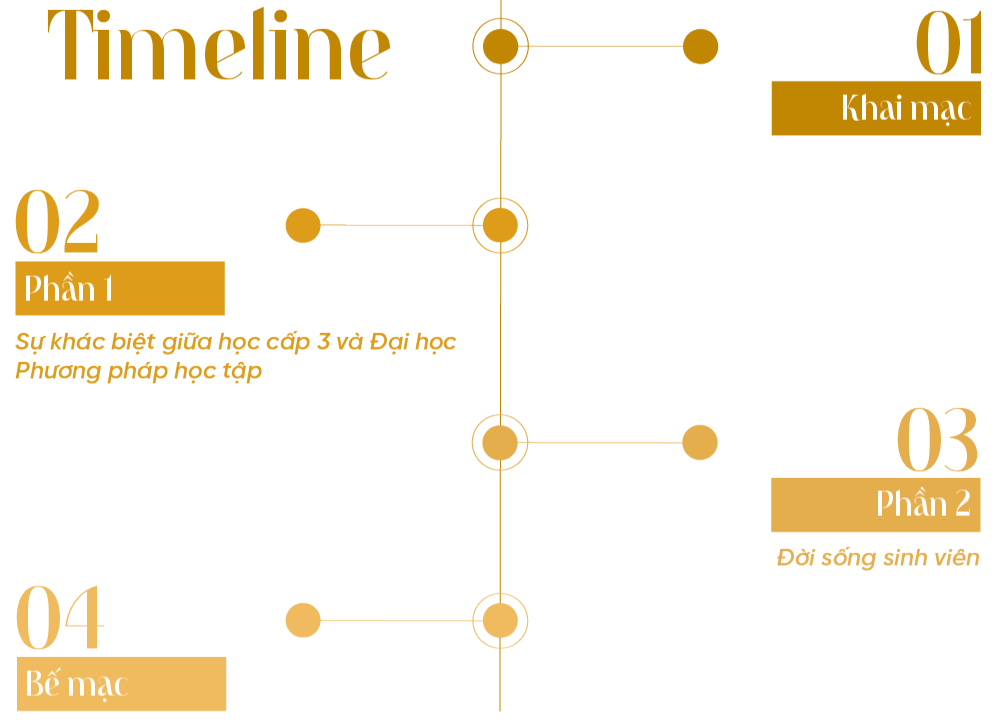 Timeline
01
Khai mạc
02
Phần 1
Sự khác biệt giữa học cấp 3 và Đại học
Phương pháp học tập
03
Phần 2
Đời sống sinh viên
04
Bế mạc